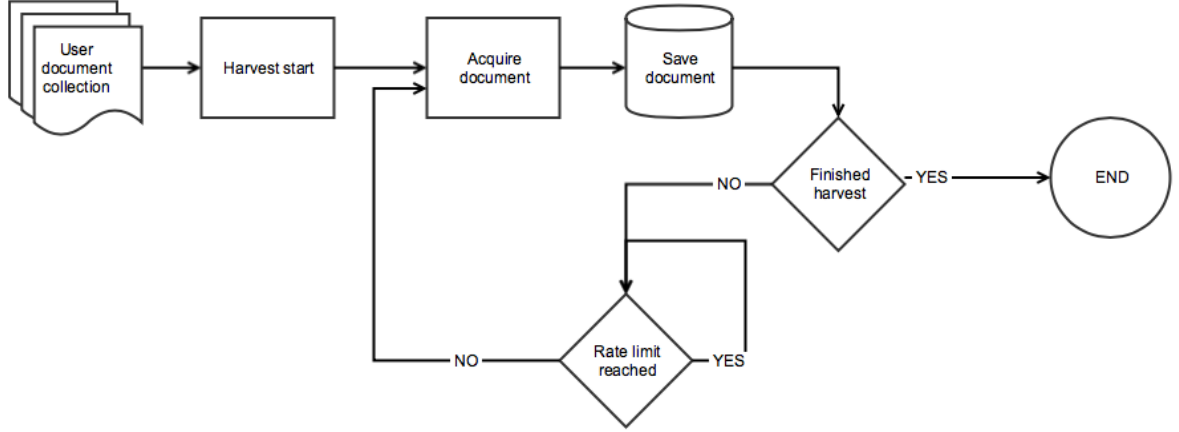 User
document
collection
Harvest start
Acquire
document
Save
document
Finished
harvest
YES
END
NO
Rate limit
reached
YES
NO